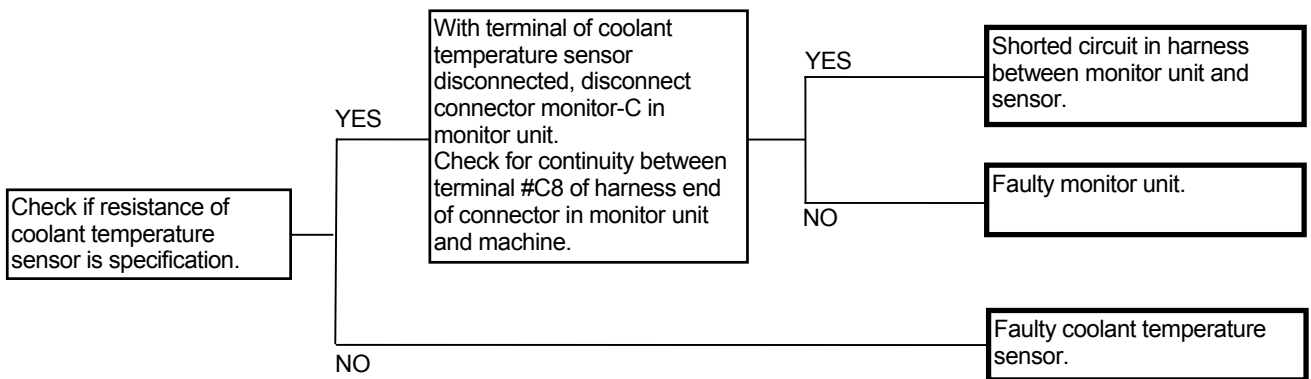 Check if resistance of
coolant temperature
sensor is specification.
YES
With terminal of coolant
temperature sensor
disconnected, disconnect
connector monitor-C in
monitor unit.
Check for continuity between
terminal #C8 of harness end
of connector in monitor unit
and machine.
YES
Shorted circuit in harness
between monitor unit and
sensor.
NO
Faulty monitor unit.
NO
Faulty coolant temperature
sensor.